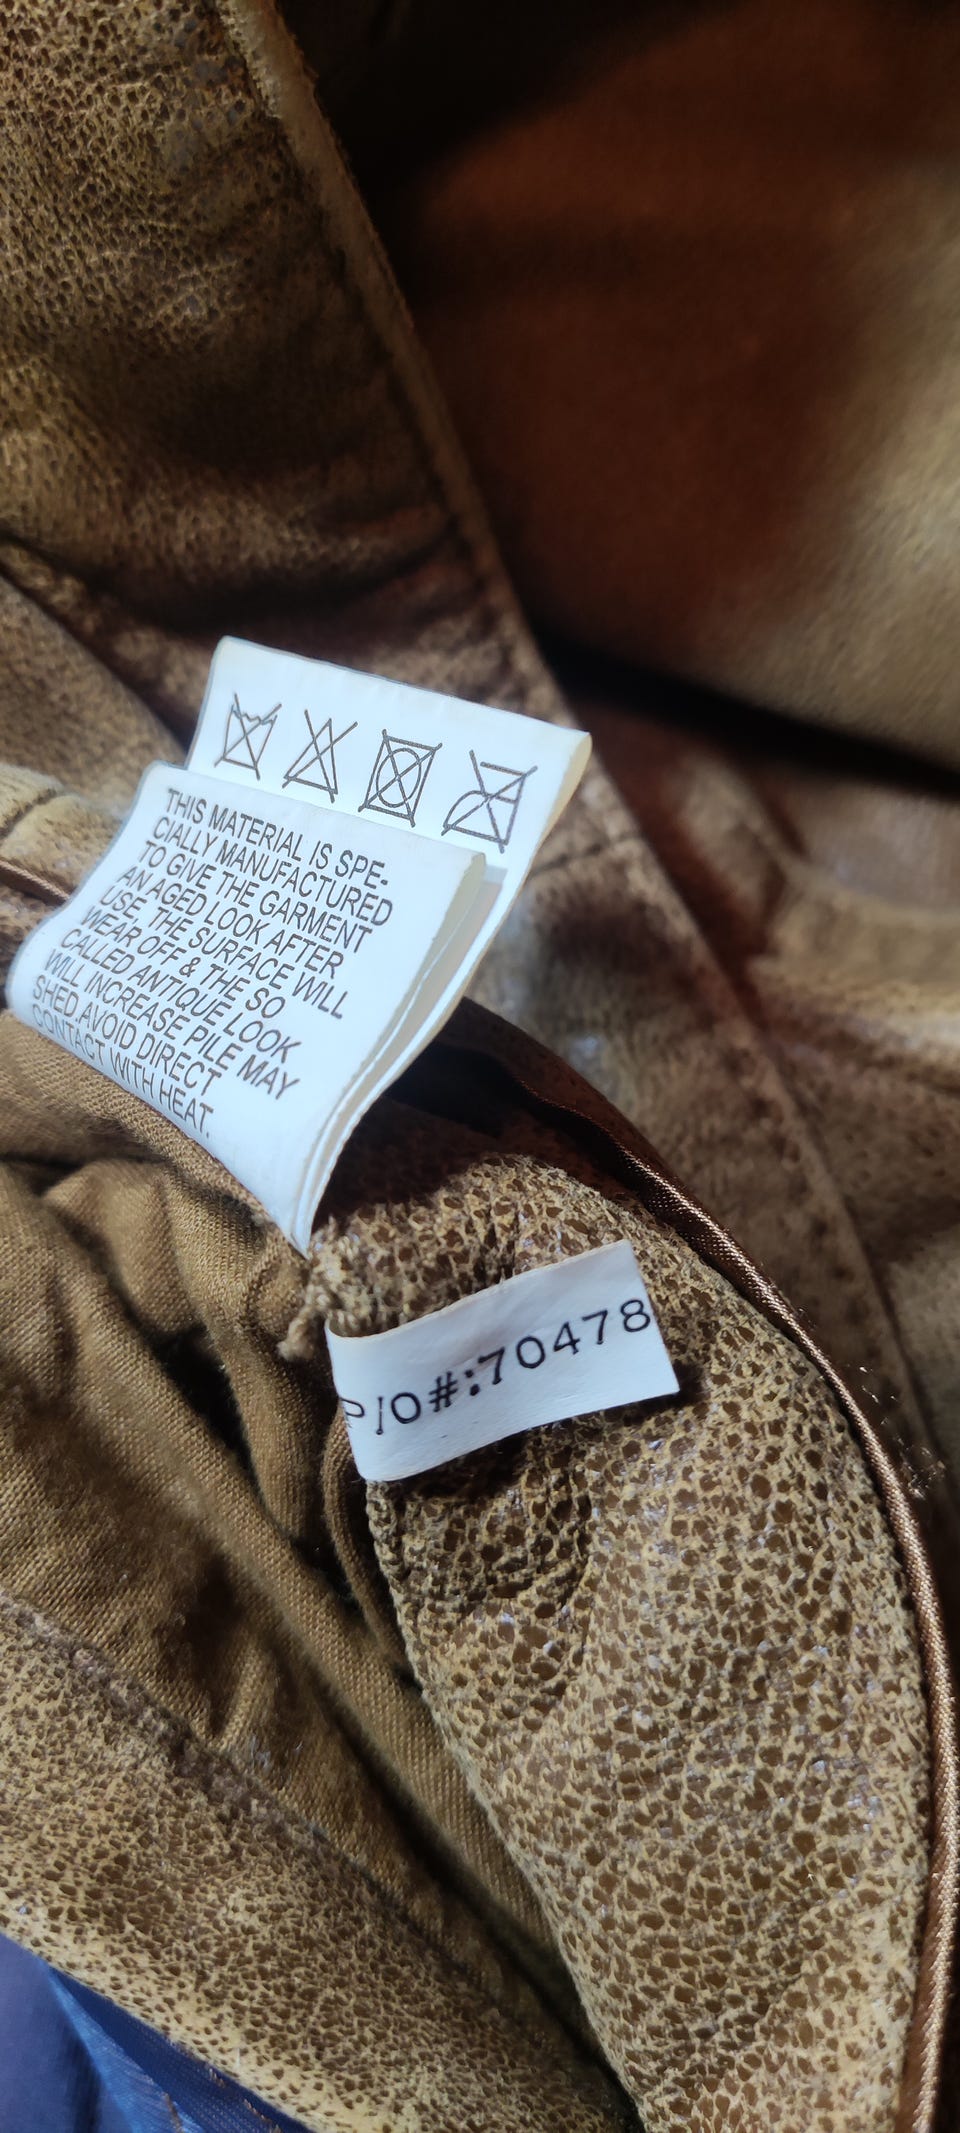 THIS MATERIAL IS SPE-
CIALLY MANUFACTURED
TO GIVE THE GARMENT
AN AGED LOOK AFTER
USE, THE SURFACE WILL
WEAR OFF & THE SO
CALLED ANTIQUE LOOK
WILL INCREASE PILE MAY
SHED.AVOID DIRECT
CONTACT WITH HEAT.
P/O#:70478